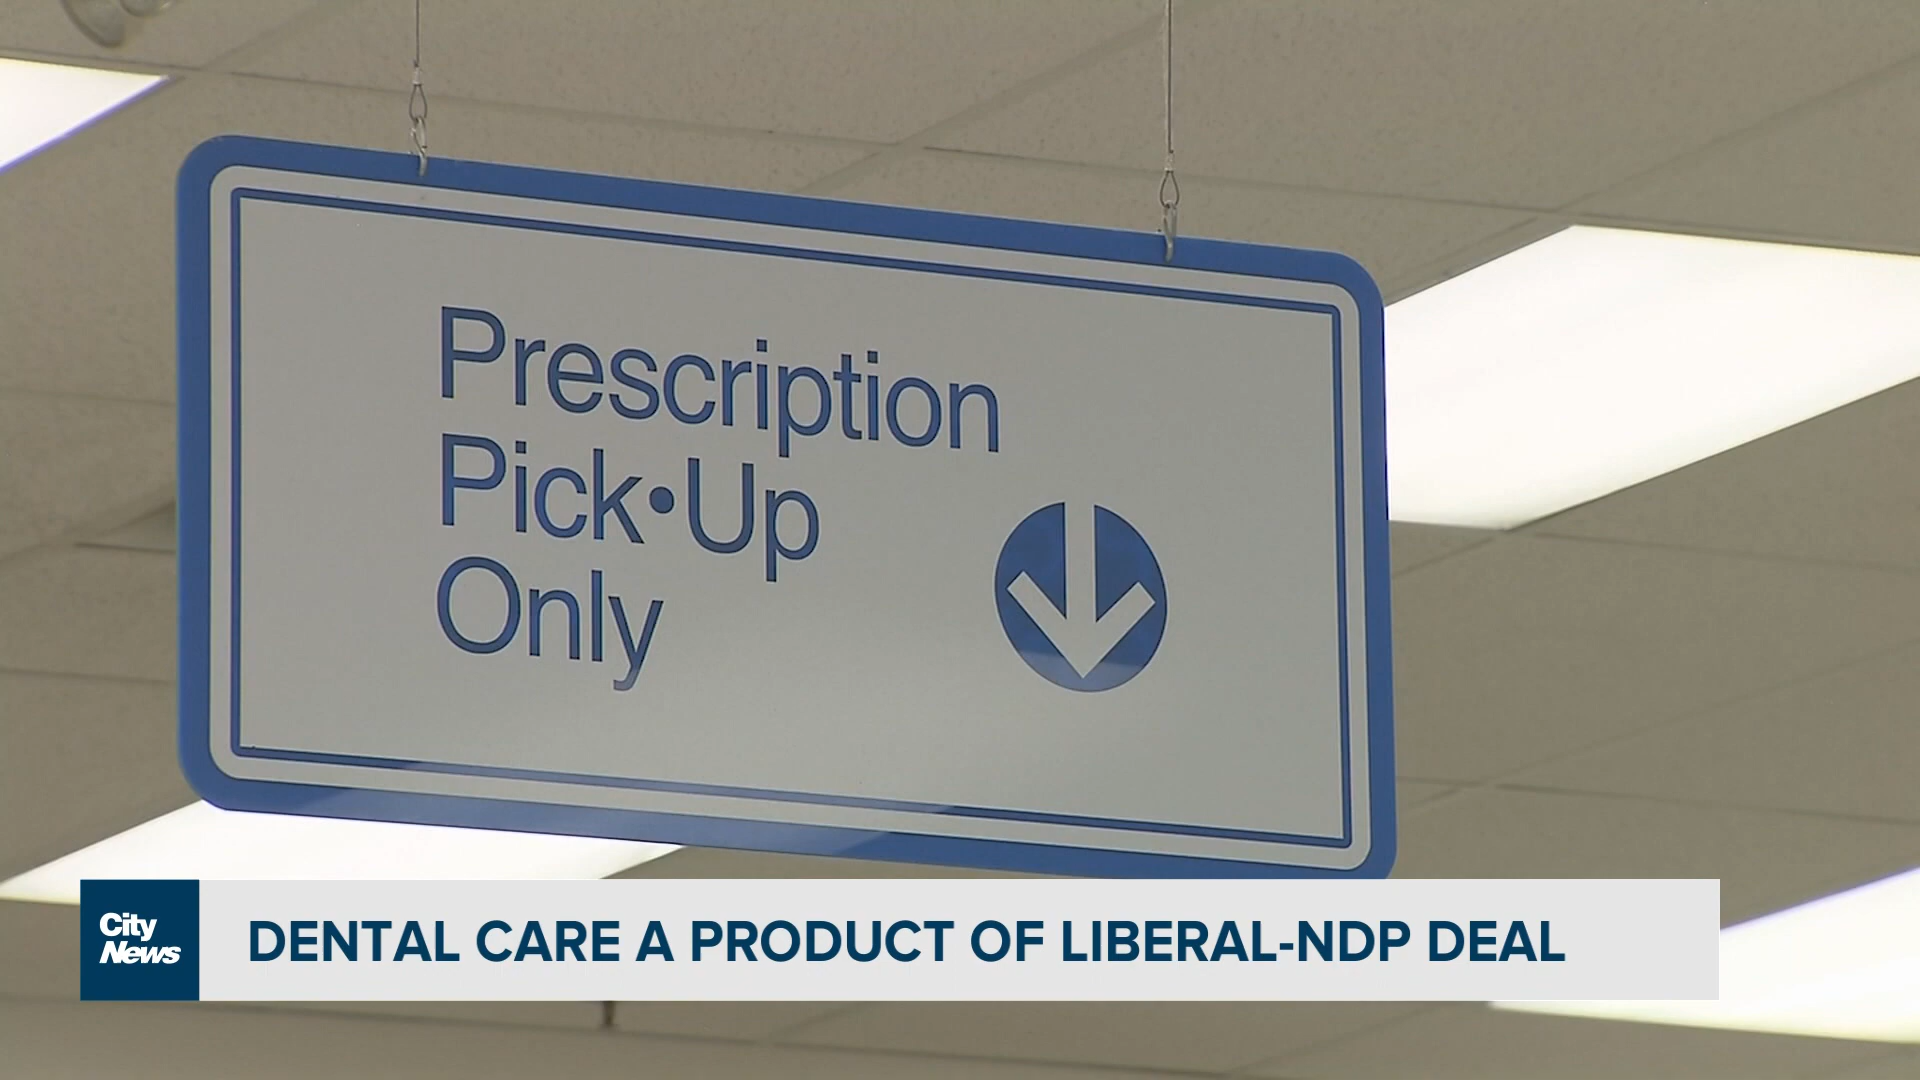 Prescription
Pick•Up
Only
City
News
DENTAL CARE A PRODUCT OF LIBERAL-NDP DEAL